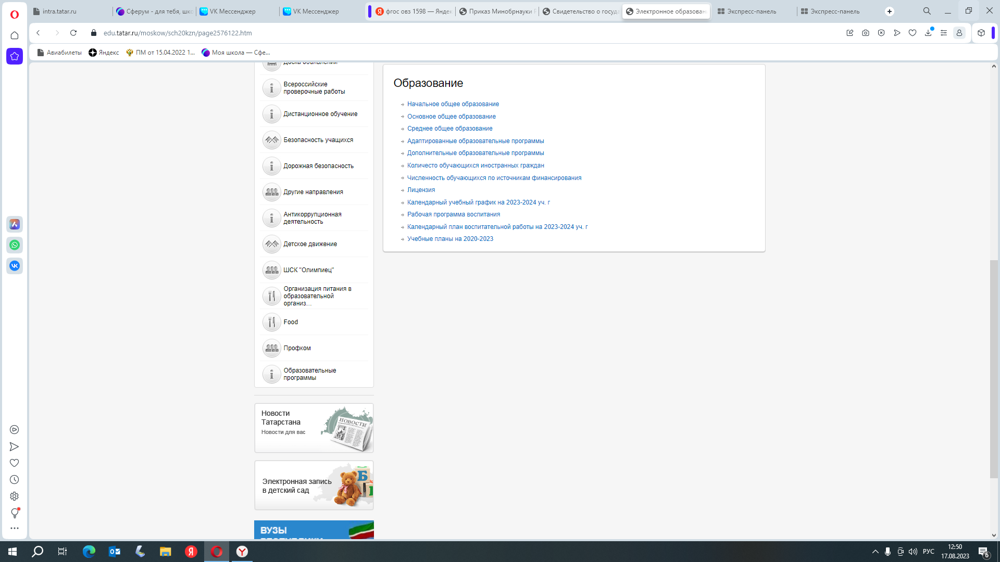 intra.tatar.ru
Сферум - для тебя, шко
VK Мессенджер
VK Мессенджер
фгос овз 1598 — Яндек
Приказ Минобрнауки Р
Свидетельство о госуда
Электронное образован
Экспресс-панель
Экспресс-панель
edu.tatar.ru/moskow/sch20kzn/page2576122.htm
Авиабилеты
Яндекс
ПМ от 15.04.2022 1...
Моя школа — Сфе...
Доска объявлений
Всероссийские
проверочные работы
Дистанционное обучение
Безопасность учащихся
Дорожная безопасность
Другие направления
Антикоррупционная
деятельность
Детское движение
ШСК "Олимпиец"
Организация питания в
образовательной
организ...
Food
Профком
Образовательные
программы
Образование
Начальное общее образование
Основное общее образование
Среднее общее образование
Адаптированные образовательные программы
Дополнительные образовательные программы
Количесто обучающихся иностранных граждан
Численность обучающихся по источникам финансирования
Лицензия
Календарный учебный график на 2023-2024 уч. г
Рабочая программа воспитания
Календарный план воспитательной работы на 2023-2024 уч. г
Учебные планы на 2020-2023
Новости
Татарстана
Новости для вас
НОВОСТИ
Электронная запись
в детский сад
Б
ВУЗЫ
РЕСПУБЛИКИ
РУС
12:50
17.08.2023
6